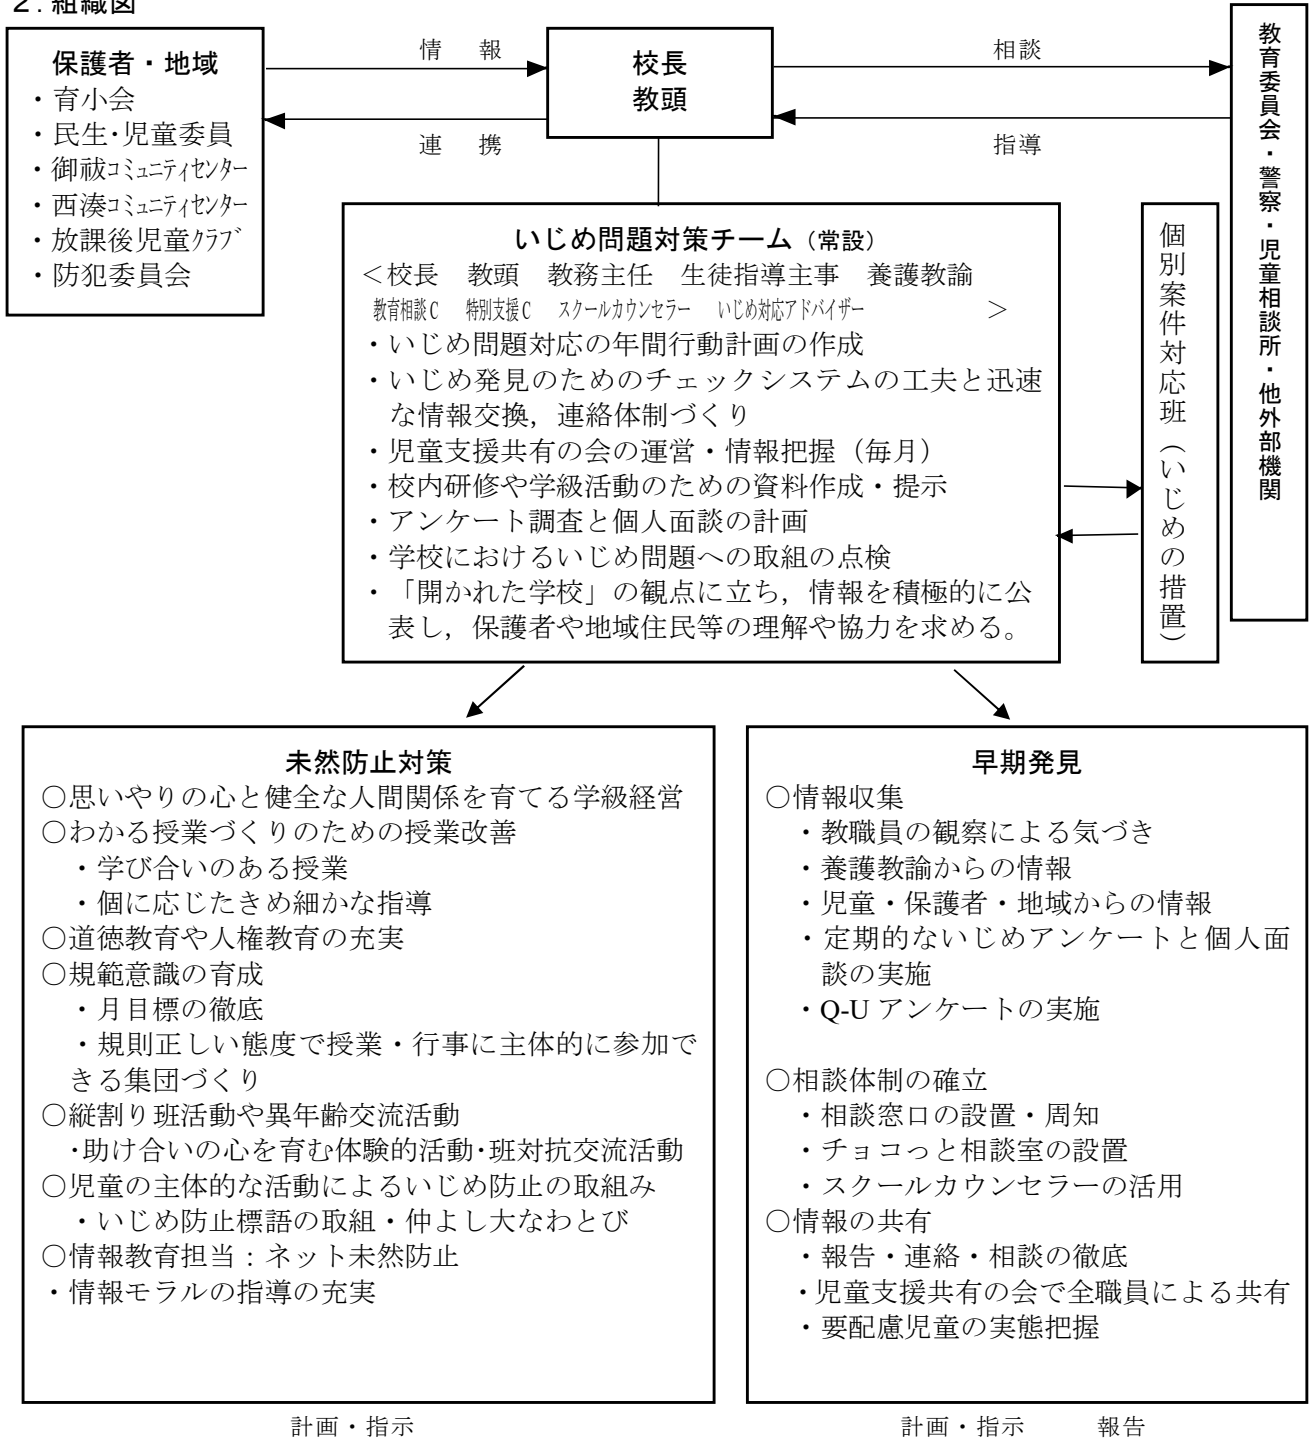 2．組織図
保護者・地域
・育小会
・民生・児童委員
・御祓コミュニティセンター
・西湊コミュニティセンター
・放課後児童クラブ
・防犯委員会
情　報
連　携
校長
教頭
相談
指導
教育委員会・警察・児童相談所・他外部機関
いじめ問題対策チーム（常設）
＜校長　教頭　教務主任　生徒指導主事　養護教諭
教育相談C　特別支援C　スクールカウンセラー　いじめ対応アドバイザー　＞
・いじめ問題対応の年間行動計画の作成
・いじめ発見のためのチェックシステムの工夫と迅速
な情報交換，連絡体制づくり
・児童支援共有の会の運営・情報把握（毎月）
・校内研修や学級活動のための資料作成・提示
・アンケート調査と個人面談の計画
・学校におけるいじめ問題への取組の点検
・「開かれた学校」の観点に立ち，情報を積極的に公
表し，保護者や地域住民等の理解や協力を求める。
個別案件対応班（いじめの措置）
未然防止対策
○思いやりの心と健全な人間関係を育てる学級経営
○わかる授業づくりのための授業改善
・学び合いのある授業
・個に応じたきめ細かな指導
○道徳教育や人権教育の充実
○規範意識の育成
・月目標の徹底
・規則正しい態度で授業・行事に主体的に参加で
きる集団づくり
○縦割り班活動や異年齢交流活動
・助け合いの心を育む体験的活動・班対抗交流活動
○児童の主体的な活動によるいじめ防止の取組み
・いじめ防止標語の取組・仲よし大なわとび
○情報教育担当：ネット未然防止
・情報モラルの指導の充実
早期発見
○情報収集
・教職員の観察による気づき
・養護教諭からの情報
・児童・保護者・地域からの情報
・定期的ないじめアンケートと個人面
談の実施
・Q-U アンケートの実施
○相談体制の確立
・相談窓口の設置・周知
・チョコっと相談室の設置
・スクールカウンセラーの活用
○情報の共有
・報告・連絡・相談の徹底
・児童支援共有の会で全職員による共有
・要配慮児童の実態把握
計画・指示
計画・指示　報告